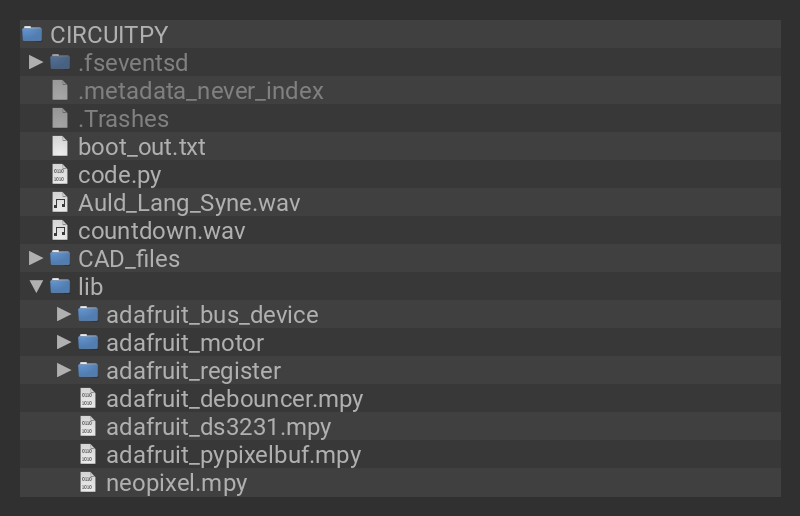 CIRCUITPY
.fseventsd
.metadata_never_index
.Trashes
boot_out.txt
code.py
Auld_Lang_Syne.wav
countdown.wav
CAD_files
lib
adafruit_bus_device
adafruit_motor
adafruit_register
adafruit_debouncer.mpy
adafruit_ds3231.mpy
adafruit_pypixelbuf.mpy
neopixel.mpy